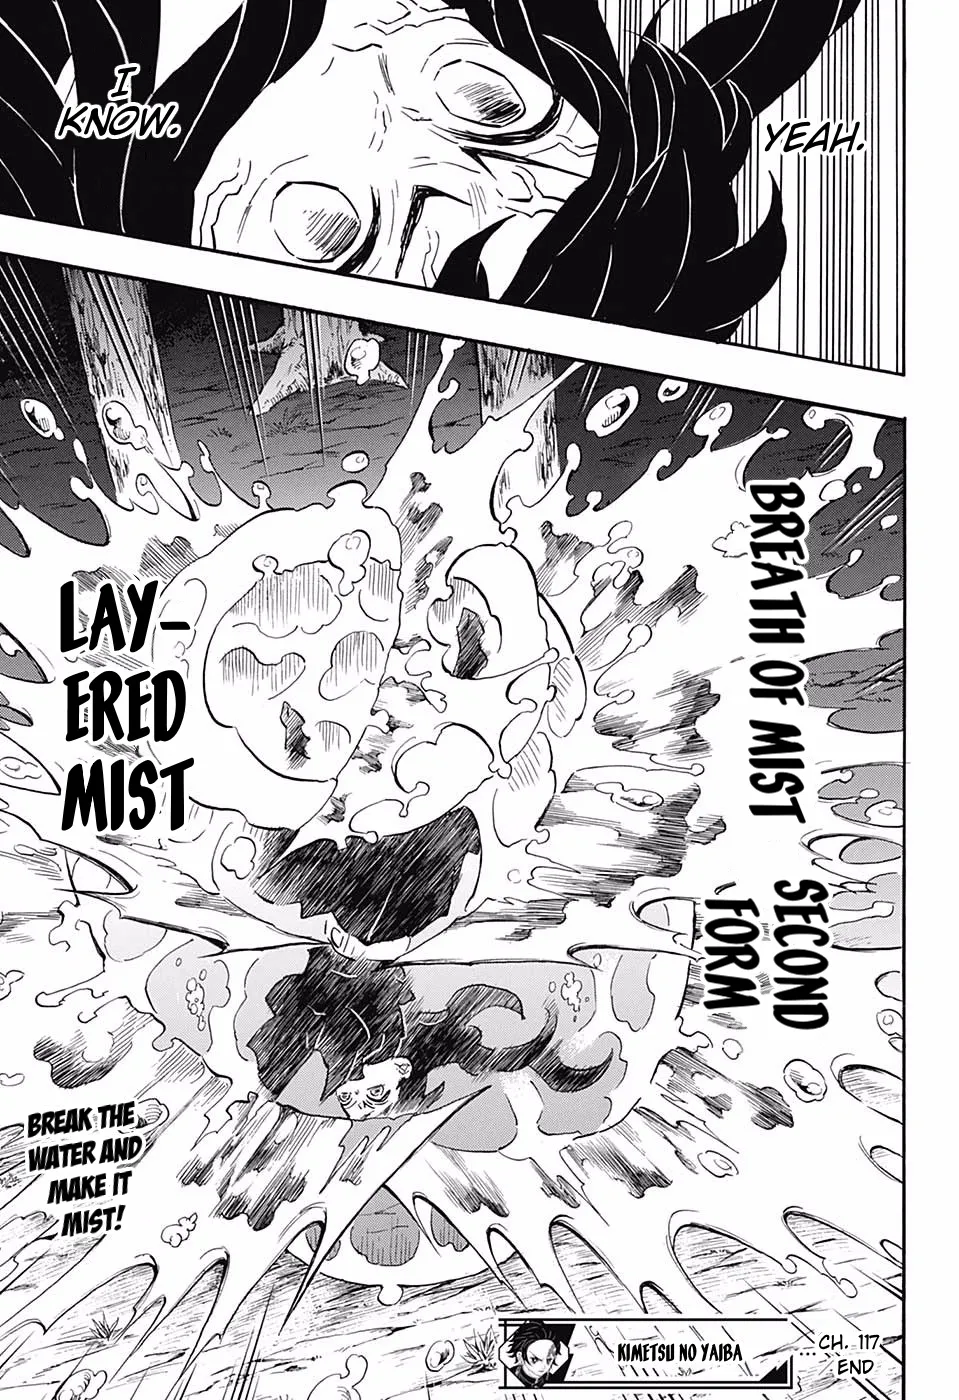 YEAH.
I
KNOW.
BREATH OF MIST
SECOND
FORM
LAY-
ERED
MIST
BREAK THE
WATER AND
MAKE IT
MIST!
KIMETSU NO YAIBA
... CH. 117
END